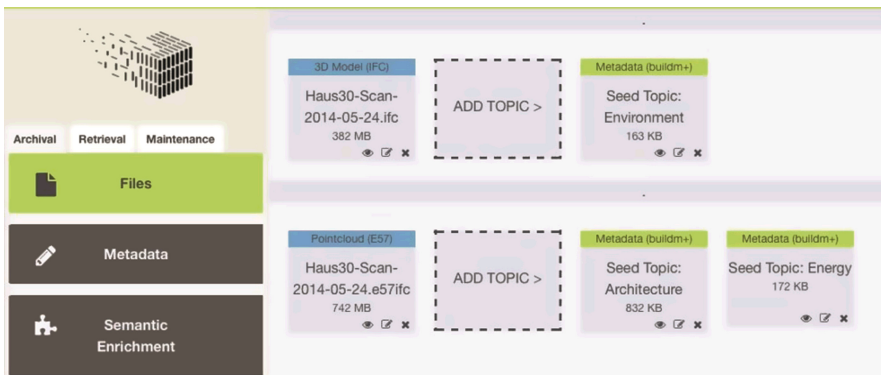 Archival Retrieval Maintenance
Files
Metadata
Semantic
Enrichment
3D Model (IFC)
Haus30-Scan-
2014-05-24.ifc
382 MB
ADD TOPIC >
Metadata (buildm+)
Seed Topic:
Environment
163 KB
Pointcloud (E57)
Haus30-Scan-
2014-05-24.e57ifc
742 MB
ADD TOPIC >
Metadata (buildm+)
Seed Topic:
Architecture
832 KB
Metadata (buildm+)
Seed Topic: Energy
172 KB